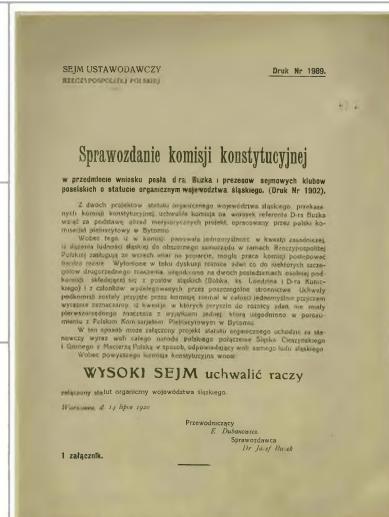 SEJM USTAWODAWCZY
RZECZYPOSPOLITEJ POLSKIEJ
Druk Nr 1989.
Sprawozdanie komisji konstytucyjnej
w przedmiocie wniosku posła d-ra Buzka i prezesów sejmowych klubów
poselskich o statucie organicznym województwa śląskiego. (Druk Nr 1902).
Z dwóch projektów statutu organicznego województwa śląskiego, przekaza-
nych komisji konstytucyjnej, uchwaliła komisja na wniosek referenta D-ra Buzka
wziąć za podstawę obrad merytorycznych projekt, opracowany przez polski ko-
misarjat plebiscytowy w Bytomiu.
Wobec tego, iż w komisji panowała jednomyślność w kwestji zasadniczej,
iż dążenia ludności śląskiej do obszernego samorządu w ramach Rzeczypospolitej
Polskiej zasługują ze wszech miar na poparcie, mogła praca komisji postępować
bardzo raźnie. Wyłonione w toku dyskusji różnice zdań co do niektórych szcze-
gółów drugorzędnego znaczenia, uzgodniono na dwóch posiedzeniach osobnej pod-
komisji, składającej się z posłów śląskich (Bobka, ks. Londzina i D-ra Kunic-
kiego) i z członków wydelegowanych przez poszczególne stronnictwa. Uchwały
podkomisji zostały przyjęte przez komisję niemal w całości jednomyślnie przyczem
wyraźnie zaznaczamy, iż kwestje, w których przyszło do różnicy zdań, nie miały
pierwszorzędnego znaczenia z wyjątkiem jednej, którą uzgodniono w porozu-
mieniu z Polskim Komisarjatem Plebiscytowym w Bytomiu.
W ten sposób może załączony projekt statutu organicznego uchodzić za sta-
nowczy wyraz woli całego narodu polskiego połączenia Śląska Cieszyńskiego
i Górnego z Macierzą Polską w sposób, odpowiadający woli samego ludu śląskiego.
Wobec powyższego komisja konstytucyjna wnosi:
WYSOKI SEJM uchwalić raczy
załączony statut organiczny województwa śląskiego.
Warszawa, d. 14 lipca 1920
Przewodniczący
E. Dubanowicz.
Sprawozdawca
Dr Józef Buzek
1 załącznik.